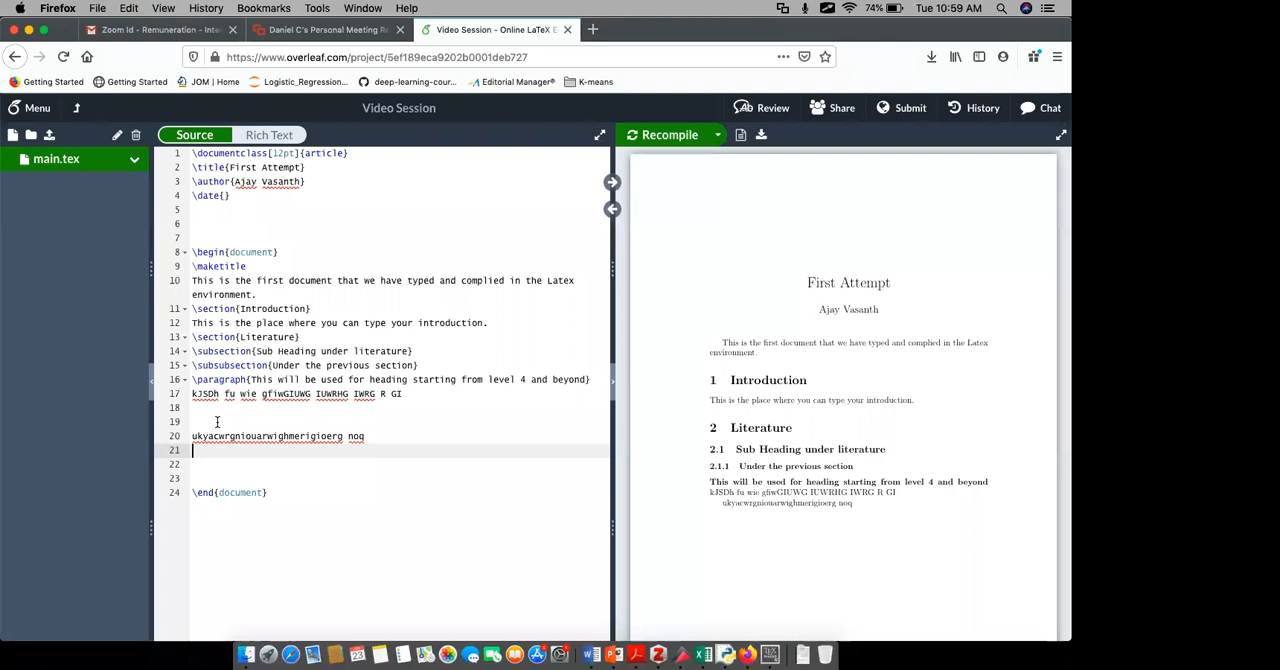 Firefox File Edit View History Bookmarks Tools Window Help 74% Tue 10:59 AM
Zoom Id - Remuneration - Inte Daniel C's Personal Meeting R Video Session - Online LaTeX E
https://www.overleaf.com/project/5ef189eca9202b0001deb727
Getting Started Getting Started JOM | Home Logistic_Regression... deep-learning-cour... Editorial Manager® K-means
Menu Video Session Review Share Submit History Chat
Source Rich Text Recompile
main.tex
1 \documentclass[12pt]{article}
2 \title{First Attempt}
3 \author{Ajay Vasanth}
4 \date{}
5
6
7
8 \begin{document}
9 \maketitle
10 This is the first document that we have typed and complied in the Latex
environment.
11 \section{Introduction}
12 This is the place where you can type your introduction.
13 \section{Literature}
14 \subsection{Sub Heading under literature}
15 \subsubsection{Under the previous section}
16 \paragraph{This will be used for heading starting from level 4 and beyond}
17 kJSDh fu wie gfiwGIUWG IUWRHG IWRG R GI
18
19
20 ukyacwrgniouarwighmerigioerg noq
21
22
23
24 \end{document}
First Attempt
Ajay Vasanth
This is the first document that we have typed and complied in the Latex
environment.
1 Introduction
This is the place where you can type your introduction.
2 Literature
2.1 Sub Heading under literature
2.1.1 Under the previous section
This will be used for heading starting from level 4 and beyond
kJSDh fu wie gfiwGIUWG IUWRHG IWRG R GI
ukyacwrgniouarwighmerigioerg noq